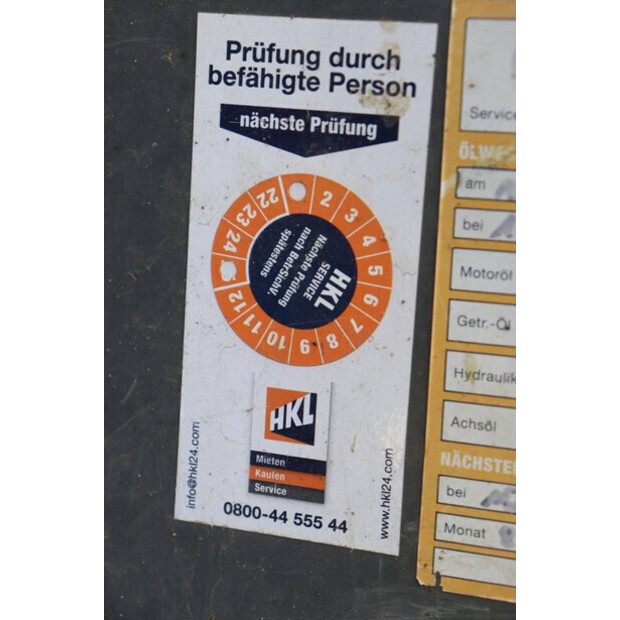 Prüfung durch
befähigte Person
nächste Prüfung
22 23 24
2 3 4 5 6 7 8 9 10 11 12
HKL
SERVICE
Nächste Prüfung
nach BetrSichV.
spätestens
HKL
Mieten
Kaufen
Service
0800-44 555 44
info@hkl24.com
www.hkl24.com
Service
am
bei
Motoröl
Getr.-Öl
Hydraulik
Achsöl
NÄCHSTER
bei
Monat